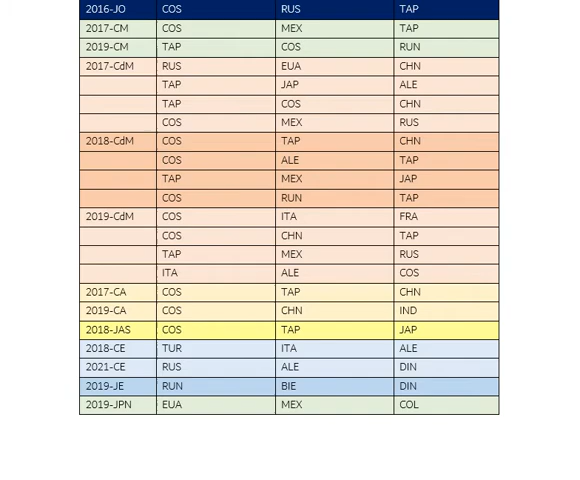 2016-JO COS RUS TAP
2017-CM COS MEX TAP
2019-CM TAP COS RUN
2017-CdM RUS EUA CHN
TAP JAP ALE
TAP COS CHN
COS MEX RUS
2018-CdM COS TAP CHN
COS ALE TAP
TAP MEX JAP
COS RUN TAP
2019-CdM COS ITA FRA
COS CHN TAP
TAP MEX RUS
ITA ALE COS
2017-CA COS TAP CHN
2019-CA COS CHN IND
2018-JAS COS TAP JAP
2018-CE TUR ITA ALE
2021-CE RUS ALE DIN
2019-JE RUN BIE DIN
2019-JPN EUA MEX COL